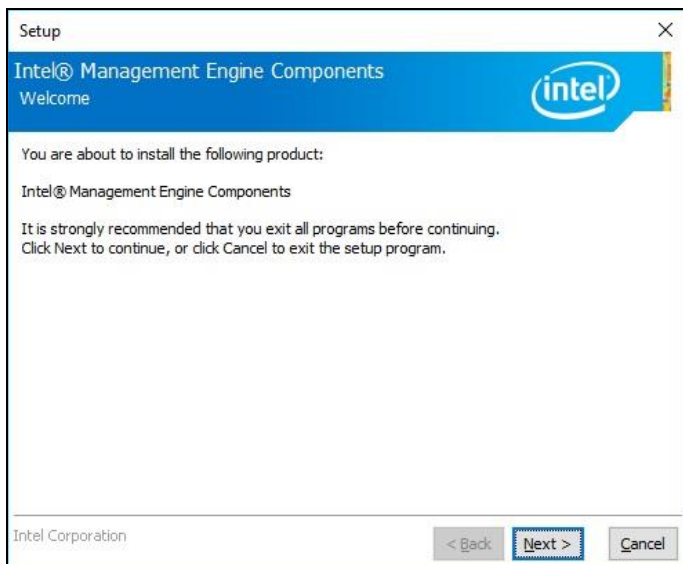 Setup
Intel® Management Engine Components
Welcome
intel
You are about to install the following product:
Intel® Management Engine Components
It is strongly recommended that you exit all programs before continuing.
Click Next to continue, or click Cancel to exit the setup program.
Intel Corporation
< Back Next > Cancel